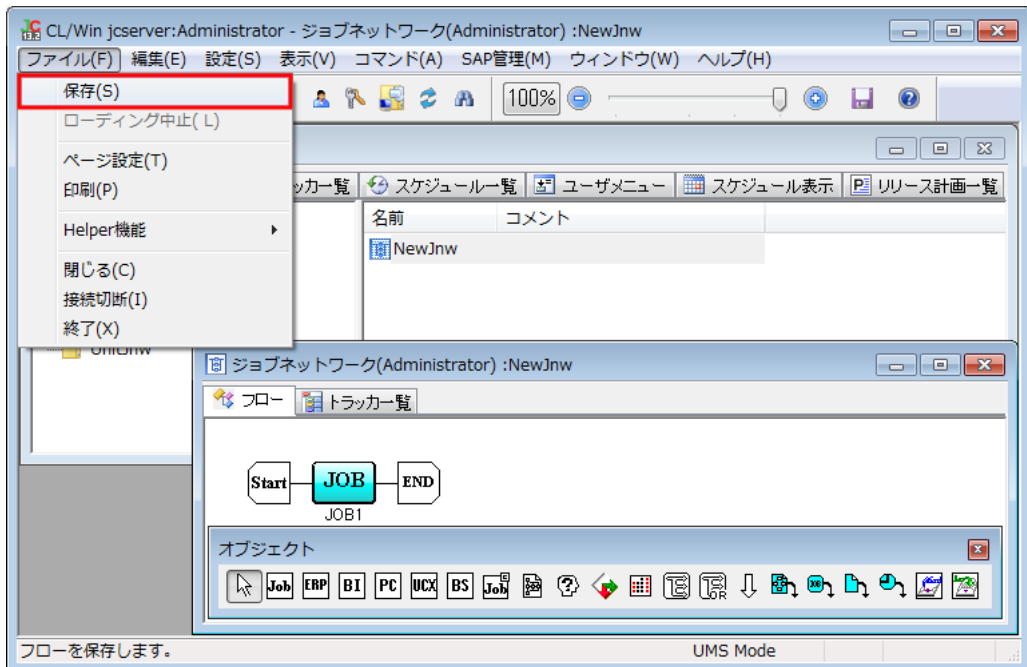 CL/Win jcserver:Administrator - ジョブネットワーク(Administrator) :NewJnw
ファイル(F) 編集(E) 設定(S) 表示(V) コマンド(A) SAP管理(M) ウィンドウ(W) ヘルプ(H)
保存(S)
100%
ローディング中止( L)
ページ設定(T)
印刷(P)
Helper機能
閉じる(C)
接続切断(I)
終了(X)
ッカ一覧 スケジュール一覧 ユーザメニュー スケジュール表示 リリース計画一覧
名前 コメント
NewJnw
ジョブネットワーク(Administrator) :NewJnw
フロー トラッカ一覧
Start JOB END
JOB1
オブジェクト
Job ERP BI PC UCX BS Job
フローを保存します。 UMS Mode